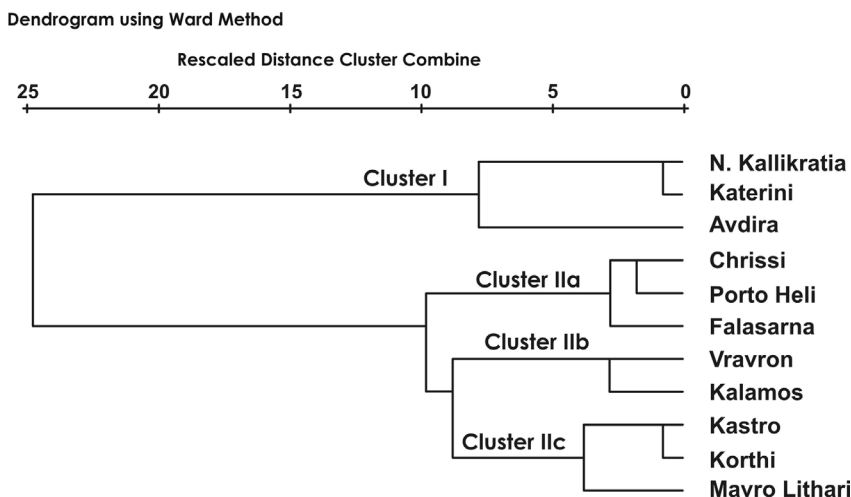 Dendrogram using Ward Method
Rescaled Distance Cluster Combine
25 20 15 10 5 0
N. Kallikratia
Cluster I
Katerini
Avdira
Chrissi
Cluster IIa
Porto Heli
Falasarna
Cluster IIb
Vravron
Kalamos
Kastro
Cluster IIc
Korthi
Mavro Lithari